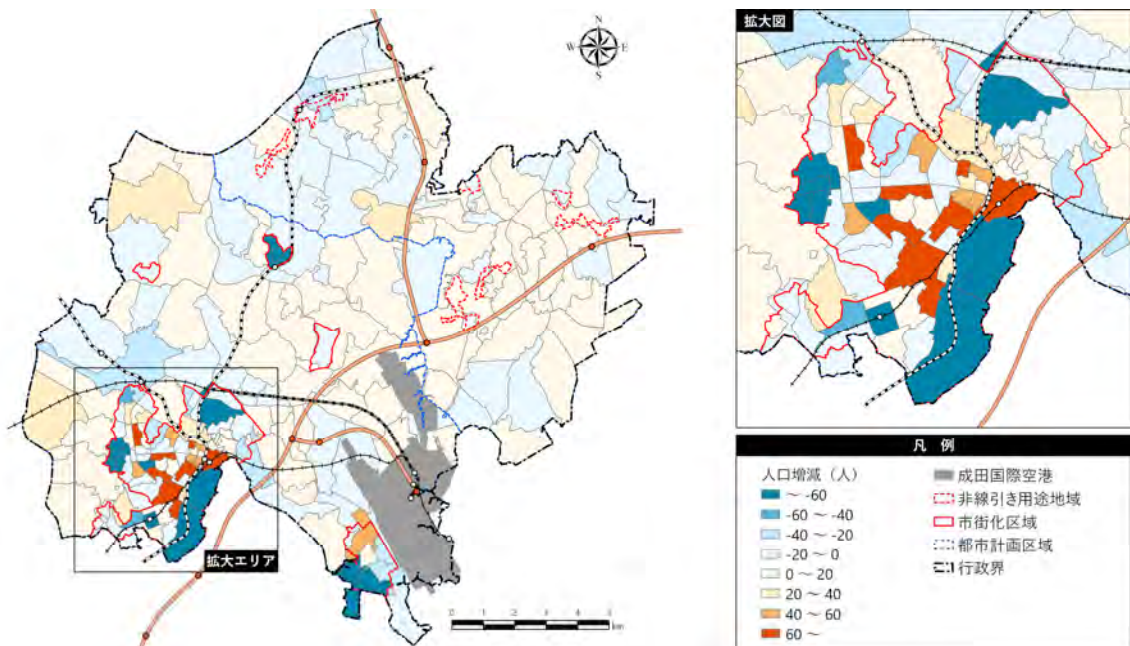 N
W
E
S
拡大エリア
0 1 2 3 4 5
km
拡大図
凡 例
人口増減（人）
～ -60
-60 ～ -40
-40 ～ -20
-20 ～ 0
0 ～ 20
20 ～ 40
40 ～ 60
60 ～
成田国際空港
非線引き用途地域
市街化区域
都市計画区域
行政界